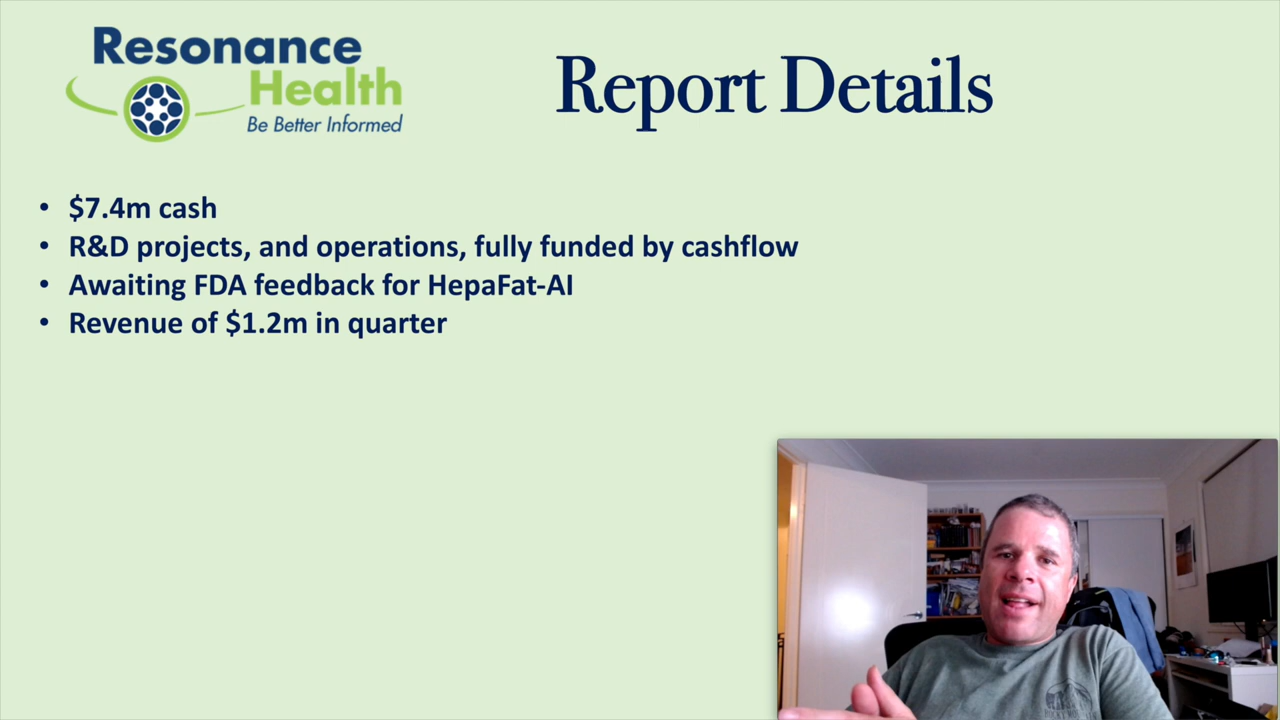 Resonance
Health
Be Better Informed
Report Details
• $7.4m cash
• R&D projects, and operations, fully funded by cashflow
• Awaiting FDA feedback for HepaFat-AI
• Revenue of $1.2m in quarter